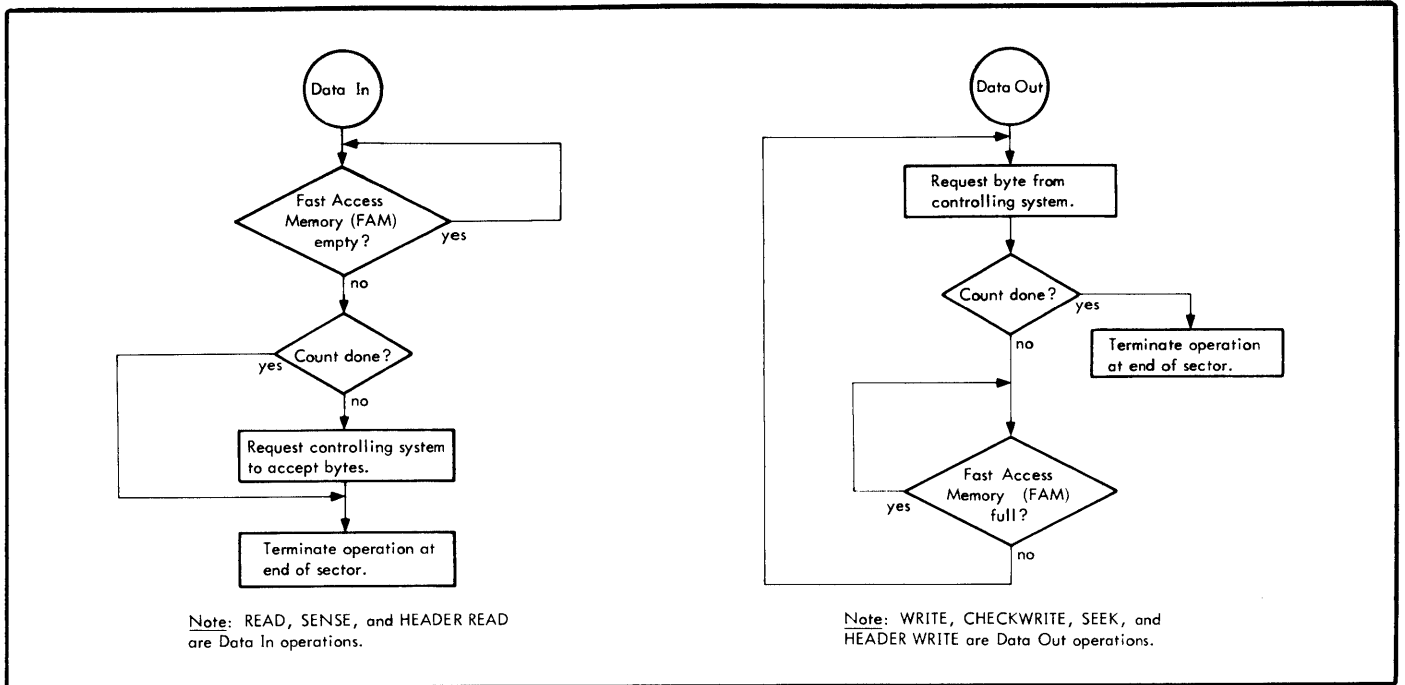 Data In
Fast Access
Memory (FAM)
empty?
yes
no
Count done?
yes
no
Request controlling system
to accept bytes.
Terminate operation at
end of sector.
Note: READ, SENSE, and HEADER READ
are Data In operations.
Data Out
Request byte from
controlling system.
Count done?
yes
no
Terminate operation
at end of sector.
Fast Access
Memory (FAM)
full?
yes
no
Note: WRITE, CHECKWRITE, SEEK, and
HEADER WRITE are Data Out operations.